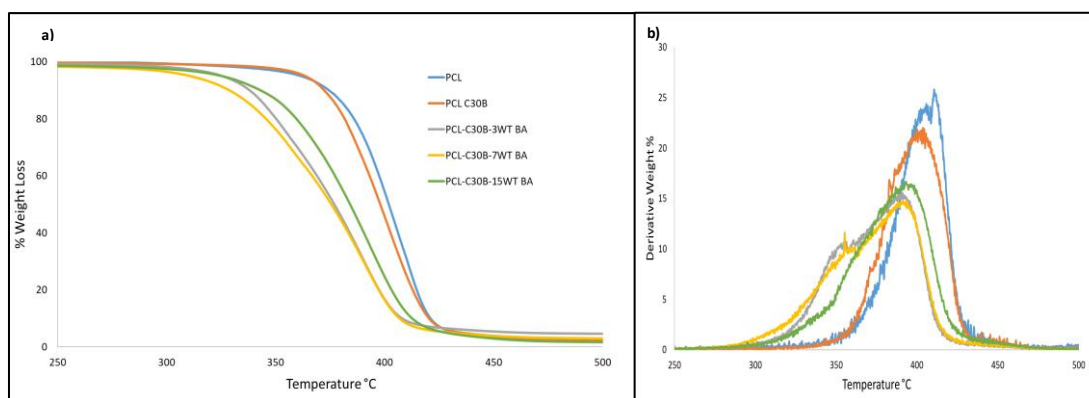 a)
% Weight Loss
100
80
60
40
20
0
250
300
350
400
450
500
Temperature °C
PCL
PCL C30B
PCL-C30B-3WT BA
PCL-C30B-7WT BA
PCL-C30B-15WT BA
b)
Derivative Weight %
30
25
20
15
10
5
0
250
300
350
400
450
500
Temperature °C